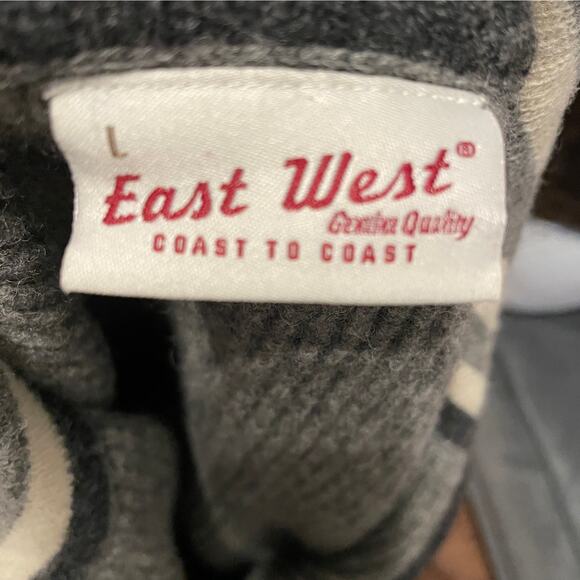 L
East West®
Genuine Quality
COAST TO COAST